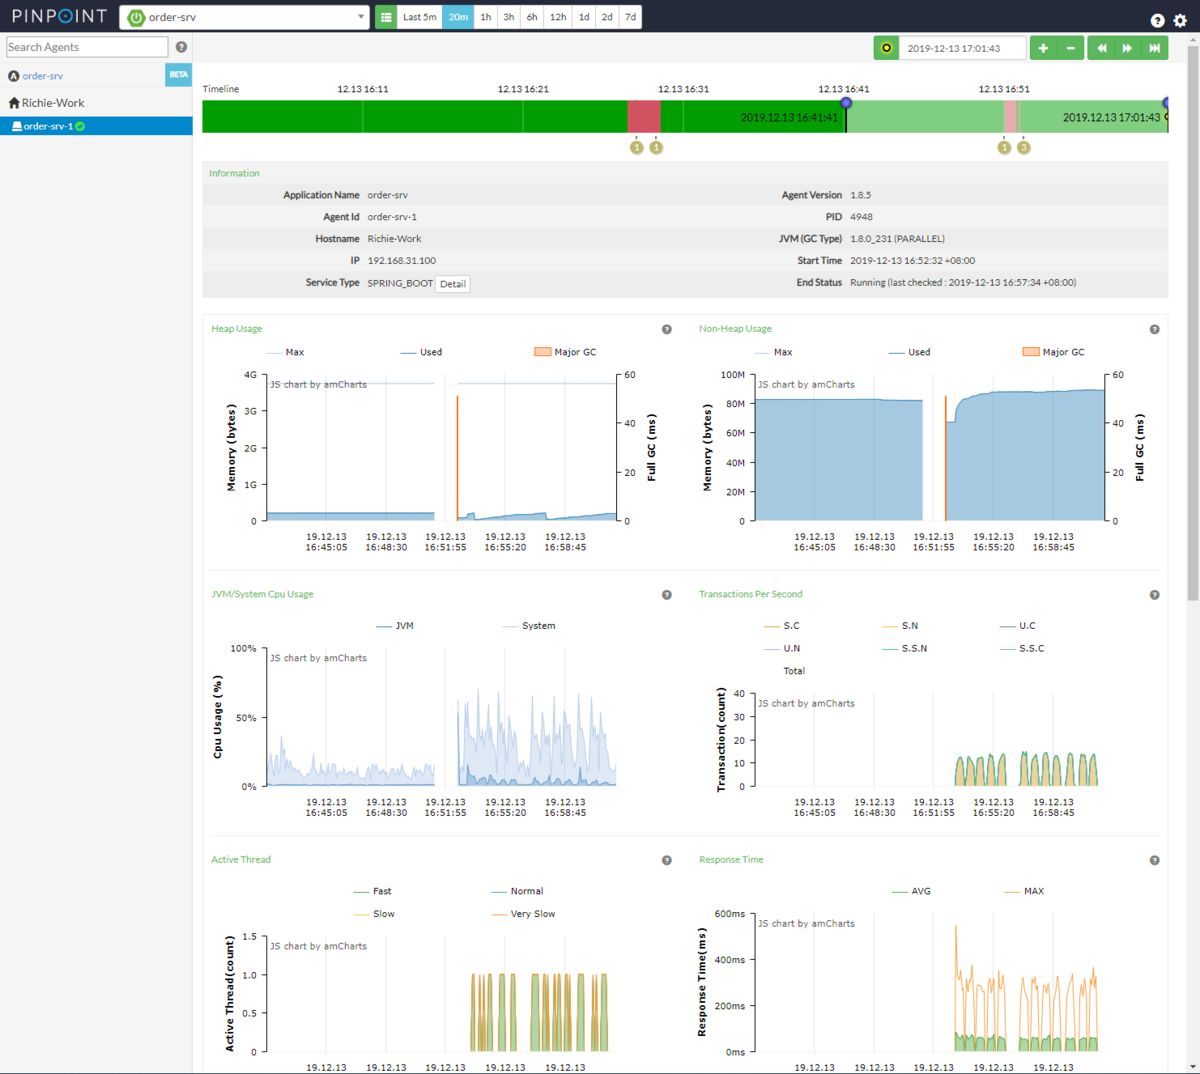 PINPOINT order-srv Last 5m 20m 1h 3h 6h 12h 1d 2d 7d ?
Search Agents ? 2019-12-13 17:01:43
A order-srv BETA
Richie-Work
order-srv-1
Timeline 12.13 16:11 12.13 16:21 12.13 16:31 12.13 16:41 12.13 16:51
2019.12.13 16:41:41 2019.12.13 17:01:43
1 1 1 3
Information
Application Name order-srv Agent Version 1.8.5
Agent Id order-srv-1 PID 4948
Hostname Richie-Work JVM (GC Type) 1.8.0_231 (PARALLEL)
IP 192.168.31.100 Start Time 2019-12-13 16:52:32 +08:00
Service Type SPRING_BOOT Detail End Status Running (last checked : 2019-12-13 16:57:34 +08:00)
Heap Usage ?
Max Used Major GC
JS chart by amCharts
Memory (bytes)
4G
3G
2G
1G
0
Full GC (ms)
60
40
20
0
19.12.13 19.12.13 19.12.13 19.12.13 19.12.13
16:45:05 16:48:30 16:51:55 16:55:20 16:58:45
Non-Heap Usage ?
Max Used Major GC
JS chart by amCharts
Memory (bytes)
100M
80M
60M
40M
20M
0
Full GC (ms)
60
40
20
0
19.12.13 19.12.13 19.12.13 19.12.13 19.12.13
16:45:05 16:48:30 16:51:55 16:55:20 16:58:45
JVM/System Cpu Usage ?
JVM System
JS chart by amCharts
Cpu Usage (%)
100%
50%
0%
19.12.13 19.12.13 19.12.13 19.12.13 19.12.13
16:45:05 16:48:30 16:51:55 16:55:20 16:58:45
Transactions Per Second ?
S.C S.N U.C
U.N S.S.N S.S.C
Total
JS chart by amCharts
Transaction(count)
40
30
20
10
0
19.12.13 19.12.13 19.12.13 19.12.13 19.12.13
16:45:05 16:48:30 16:51:55 16:55:20 16:58:45
Active Thread ?
Fast Normal
Slow Very Slow
JS chart by amCharts
Active Thread(count)
1.5
1.0
0.5
0
19.12.13 19.12.13 19.12.13 19.12.13 19.12.13
Response Time ?
AVG MAX
JS chart by amCharts
Response Time(ms)
600ms
400ms
200ms
0ms
19.12.13 19.12.13 19.12.13 19.12.13 19.12.13